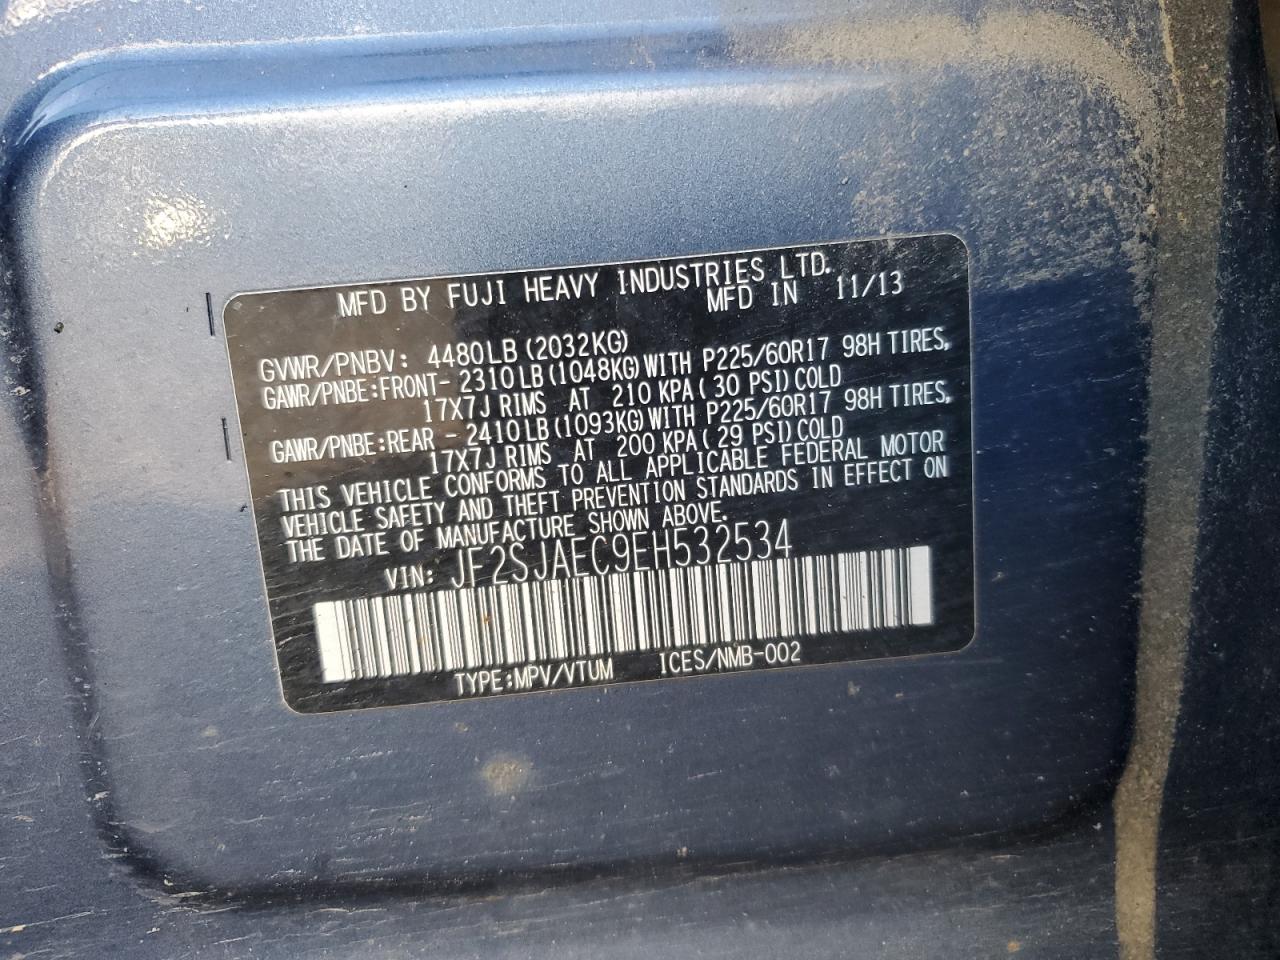 MFD BY FUJI HEAVY INDUSTRIES LTD.
MFD IN 11/13
GVWR/PNBV: 4480LB(2032KG)
GAWR/PNBE:FRONT- 2310LB(1048KG)WITH P225/60R17 98H TIRES,
17X7J RIMS AT 210 KPA(30 PSI)COLD
GAWR/PNBE:REAR - 2410LB(1093KG)WITH P225/60R17 98H TIRES,
17X7J RIMS AT 200 KPA(29 PSI)COLD
THIS VEHICLE CONFORMS TO ALL APPLICABLE FEDERAL MOTOR
VEHICLE SAFETY AND THEFT PREVENTION STANDARDS IN EFFECT ON
THE DATE OF MANUFACTURE SHOWN ABOVE.
VIN: JF2SJAEC9EH532534
TYPE:MPV/VTUM ICES/NMB-002